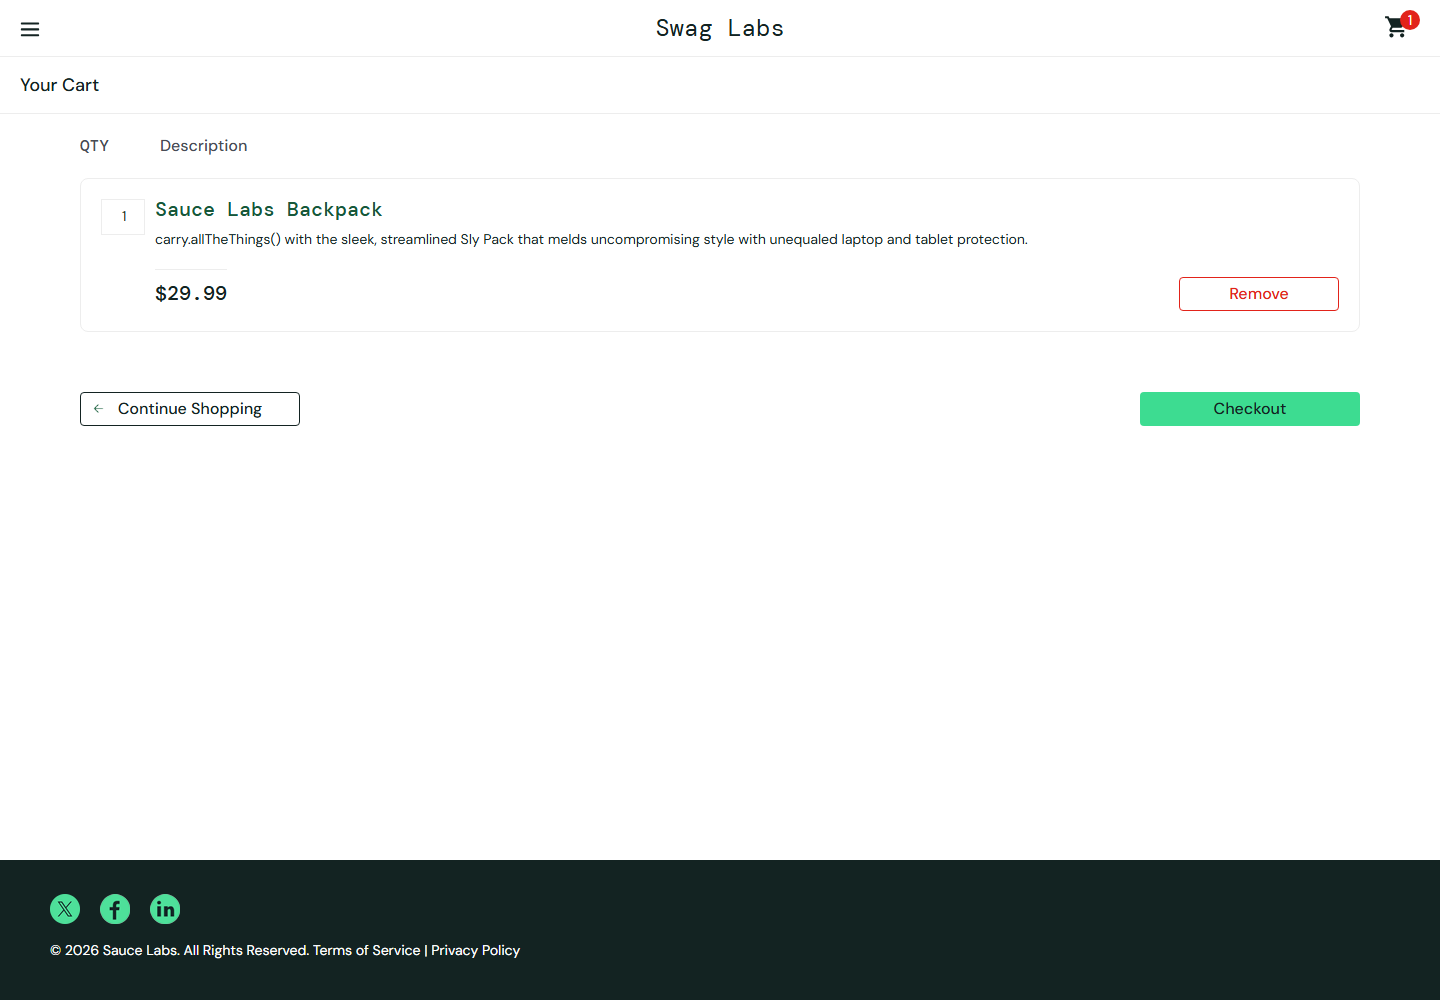 Swag Labs
1
Your Cart
QTY Description
1
Sauce Labs Backpack
carry.allTheThings() with the sleek, streamlined Sly Pack that melds uncompromising style with unequaled laptop and tablet protection.
$29.99
Remove
Continue Shopping
Checkout
© 2026 Sauce Labs. All Rights Reserved. Terms of Service | Privacy Policy